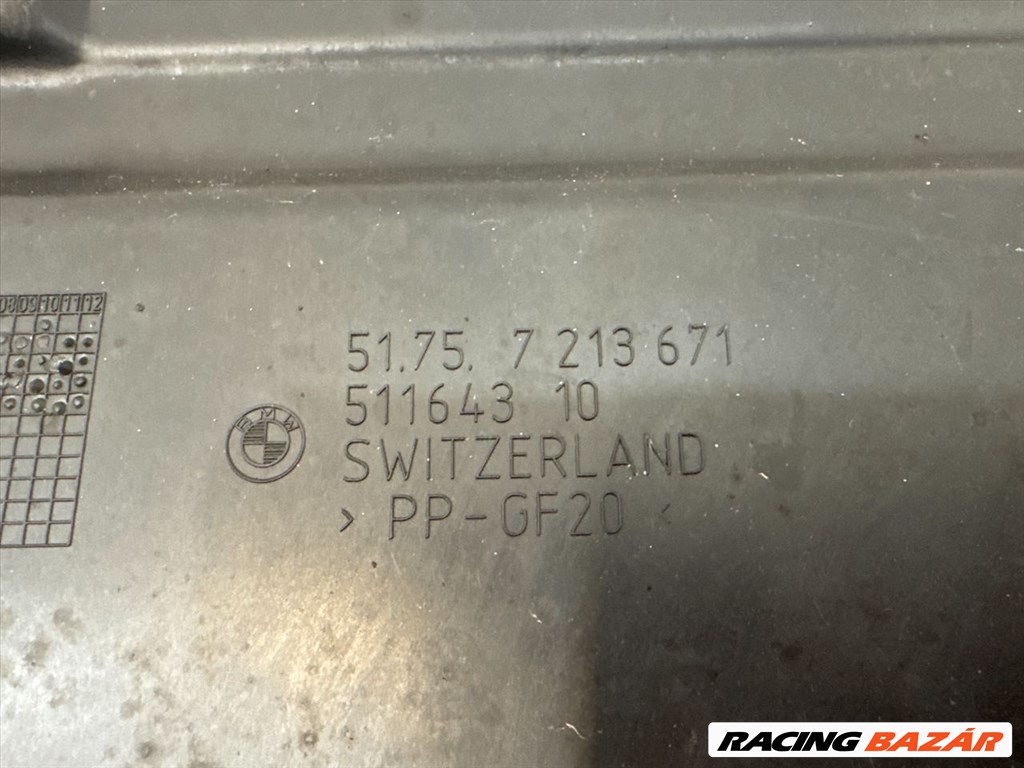 08 09 10 11 12
51.75. 7 213 671
511643 10
BMW
SWITZERLAND
> PP-GF20 <
RACING BAZÁR